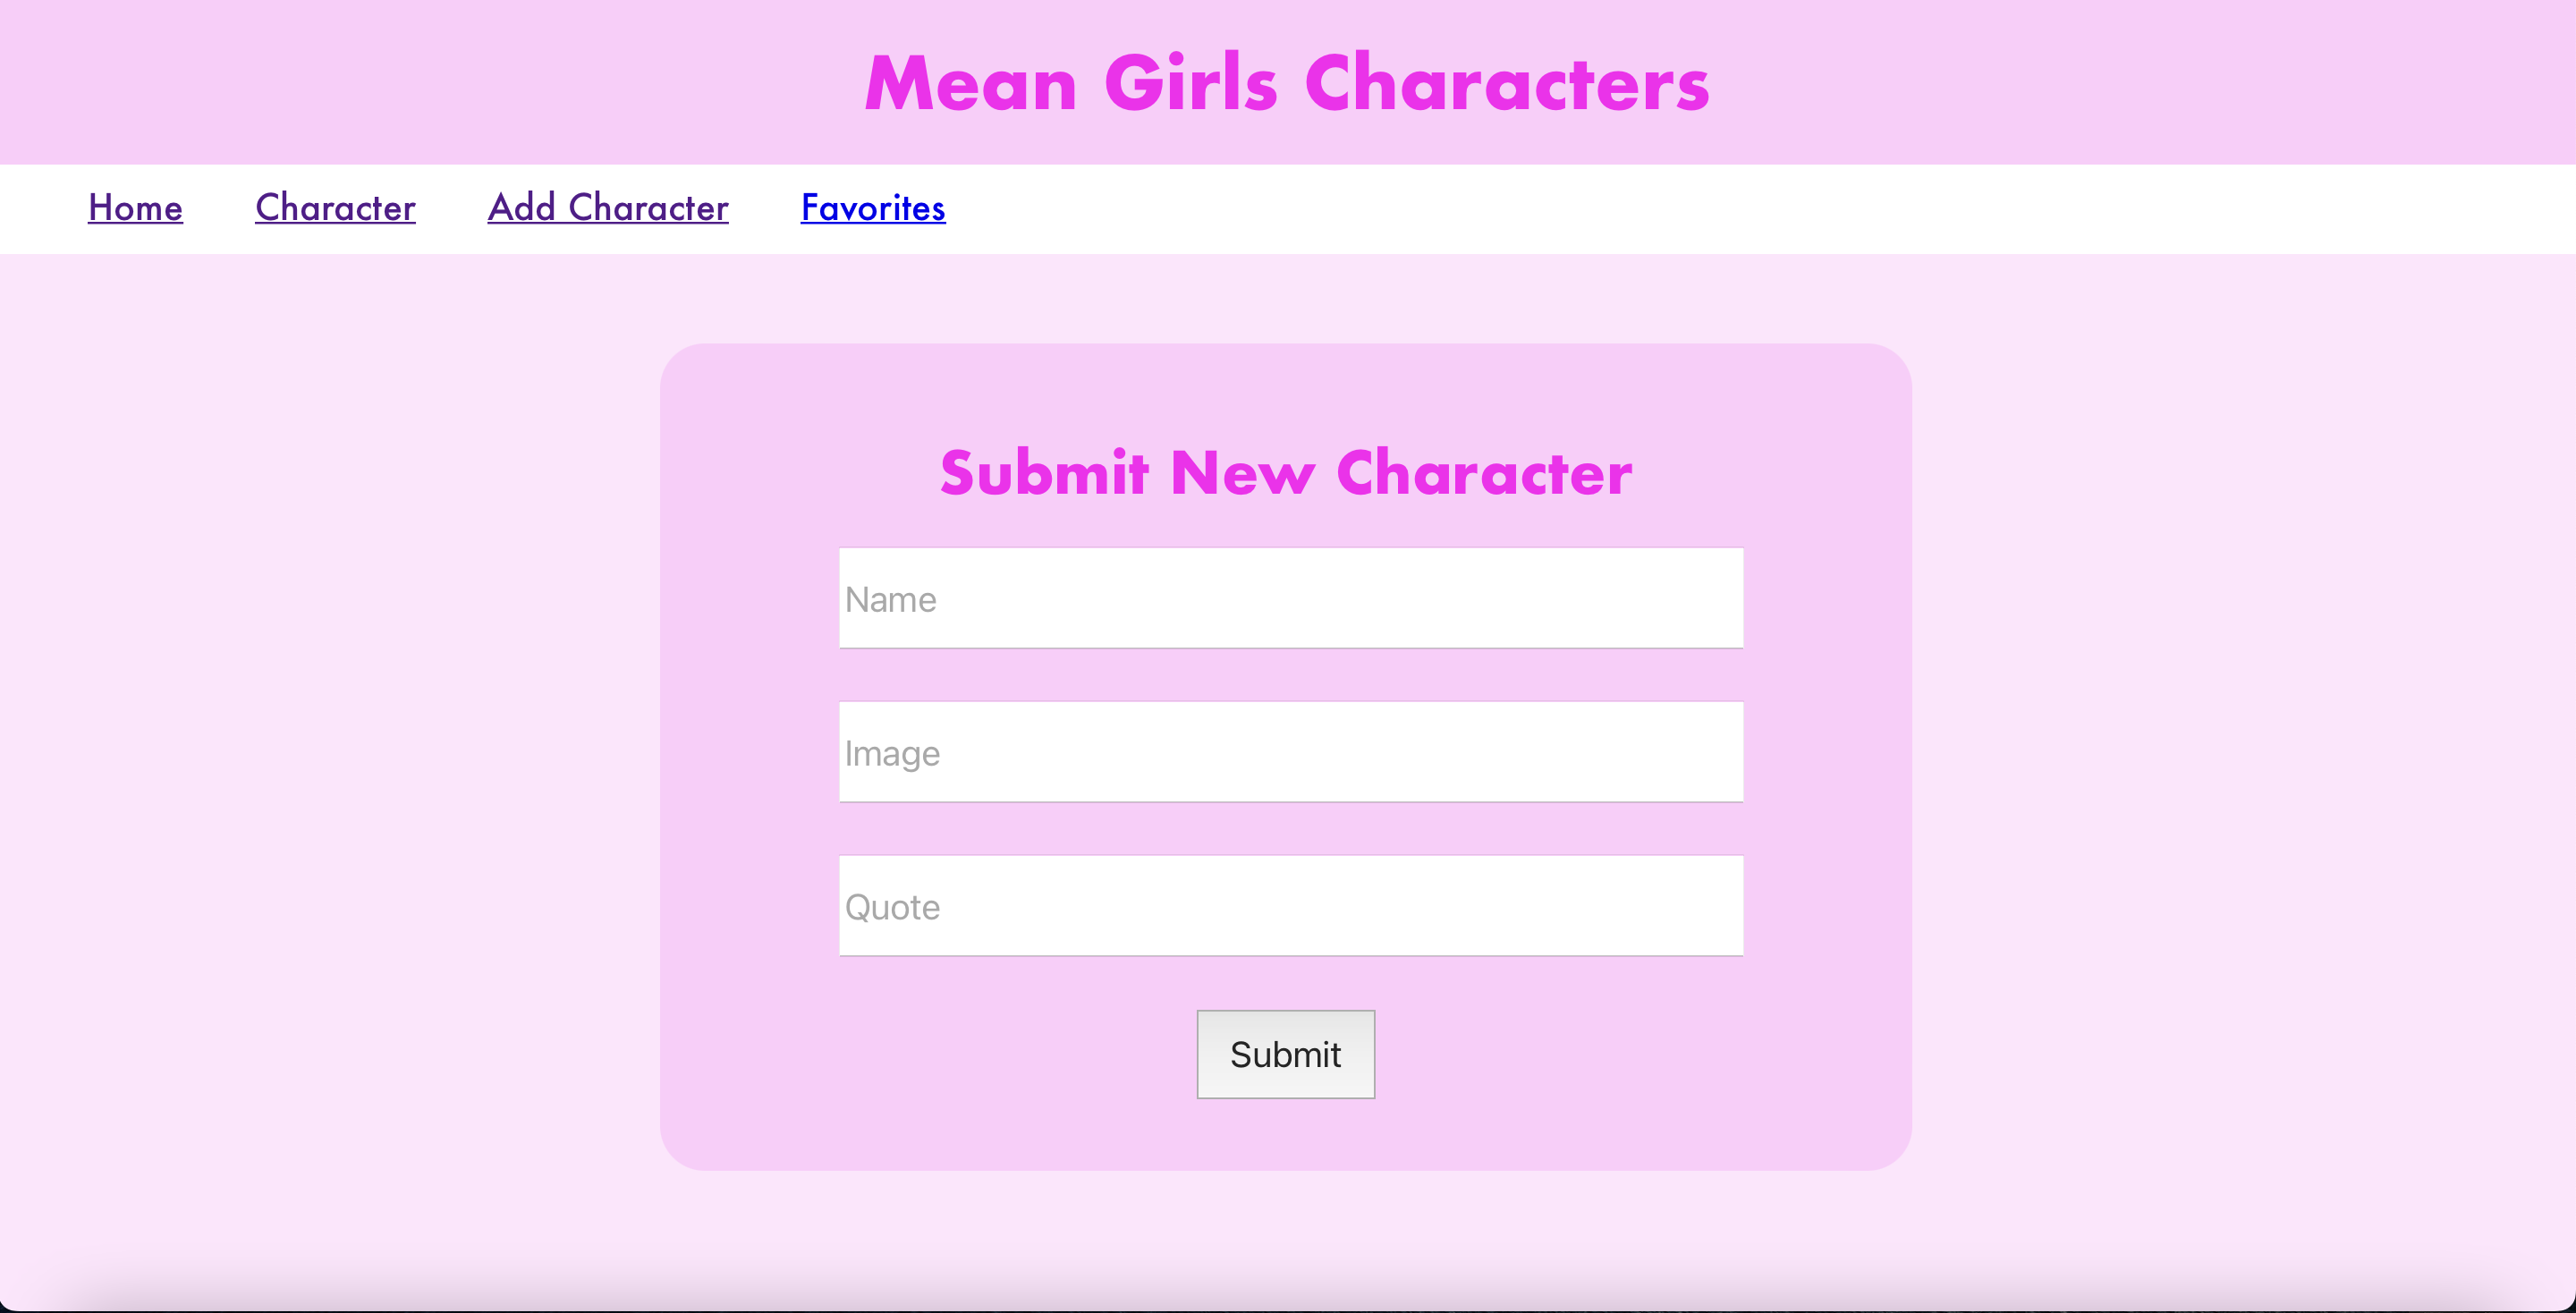 Mean Girls Characters
Home Character Add Character Favorites
Submit New Character
Name
Image
Quote
Submit